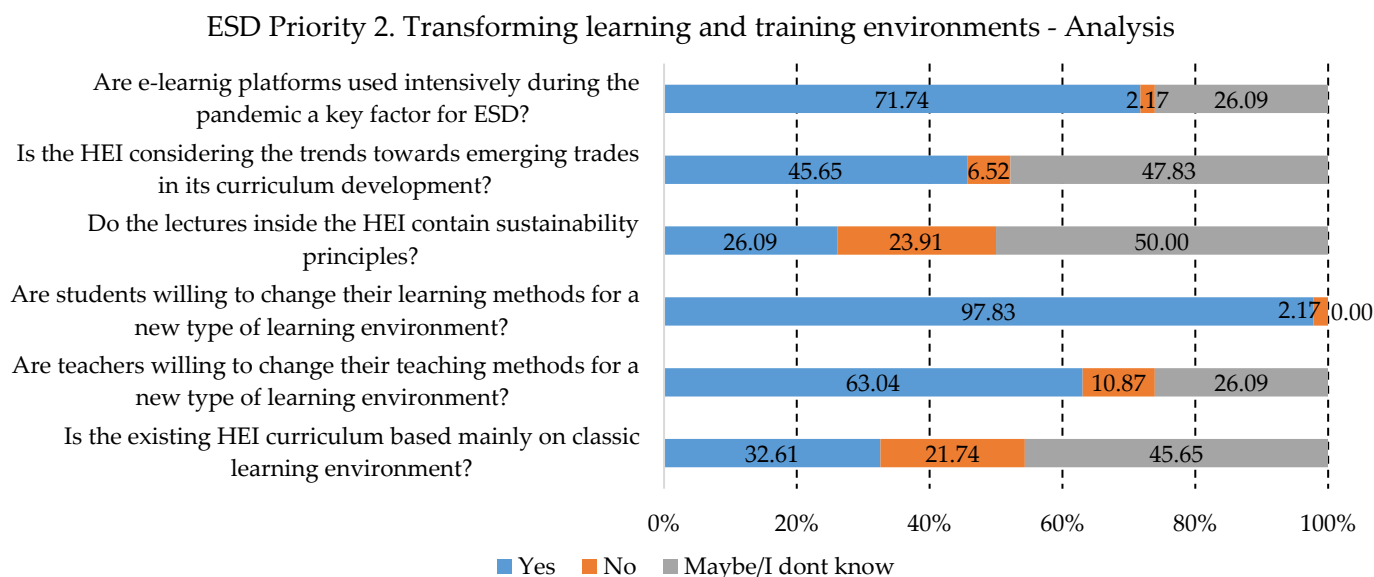 ESD Priority 2. Transforming learning and training environments - Analysis
Are e-learnig platforms used intensively during the
pandemic a key factor for ESD?
71.74 2.17 26.09
Is the HEI considering the trends towards emerging trades
in its curriculum development?
45.65 6.52 47.83
Do the lectures inside the HEI contain sustainability
principles?
26.09 23.91 50.00
Are students willing to change their learning methods for a
new type of learning environment?
97.83 2.17 0.00
Are teachers willing to change their teaching methods for a
new type of learning environment?
63.04 10.87 26.09
Is the existing HEI curriculum based mainly on classic
learning environment?
32.61 21.74 45.65
0% 20% 40% 60% 80% 100%
Yes No Maybe/I dont know